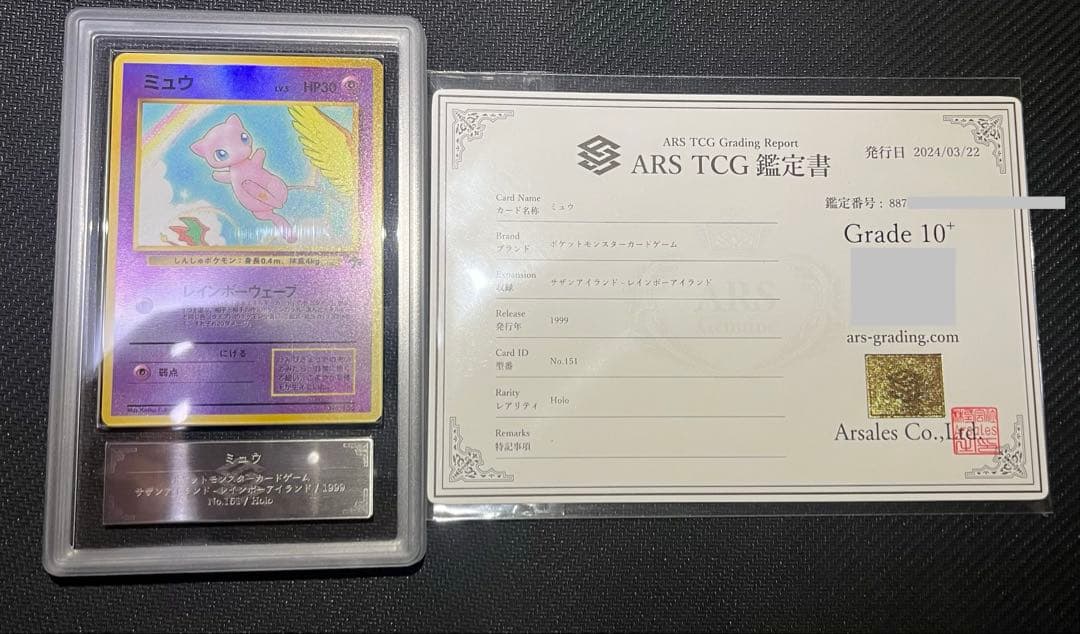 ミュウ
LV.5 HP30
しんしゅポケモン：身長0.4m、体重4kg
レインボーウェーブ
にげる
弱点
ミュウ
ポケットモンスターカードゲーム
サザンアイランド - レインボーアイランド / 1999
No.151 / Holo
ARS TCG Grading Report
ARS TCG 鑑定書
発行日 2024/03/22
鑑定番号 : 887
Grade 10+
ars-grading.com
Arsales Co.,Ltd.
Card Name
カード名称 ミュウ
Brand
ブランド ポケットモンスターカードゲーム
Expansion
収録 サザンアイランド - レインボーアイランド
Release
発行年 1999
Card ID
型番 No.151
Rarity
レアリティ Holo
Remarks
特記事項